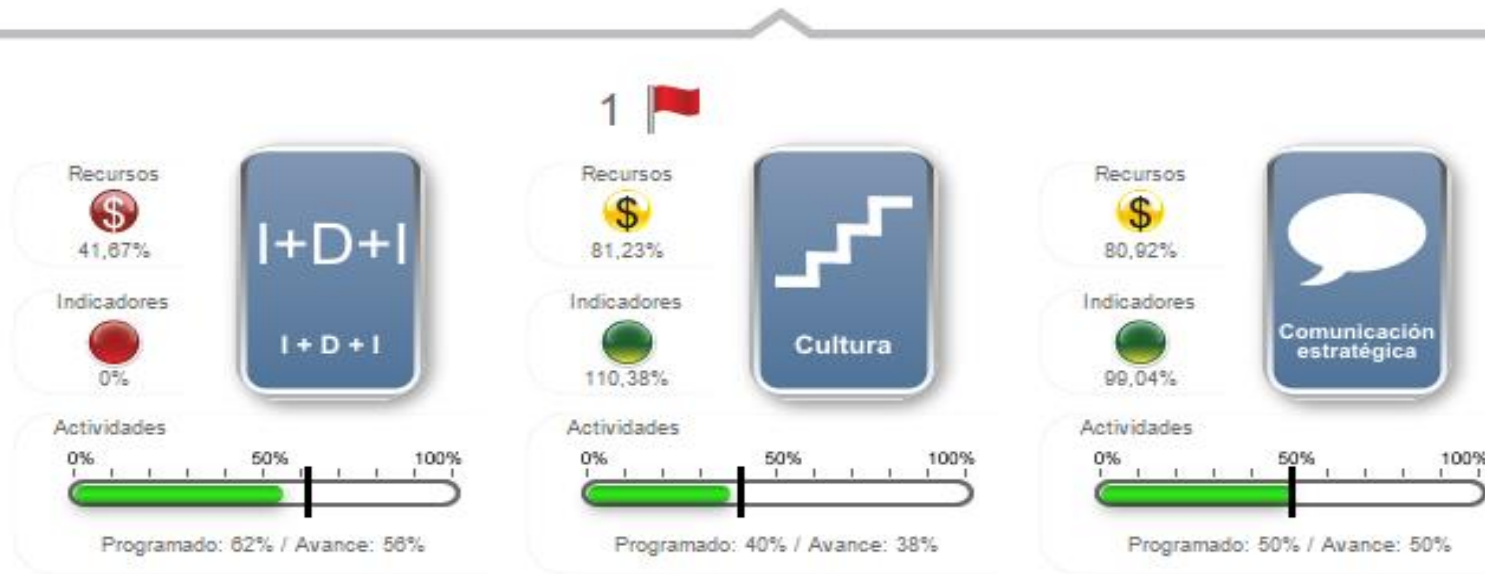 1
Recursos
$
41,67%
Indicadores
0%
I+D+I
I + D + I
Actividades
0% 50% 100%
Programado: 62% / Avance: 56%
Recursos
$
81,23%
Indicadores
110,38%
Cultura
Actividades
0% 50% 100%
Programado: 40% / Avance: 38%
Recursos
$
80,92%
Indicadores
99,04%
Comunicación
estratégica
Actividades
0% 50% 100%
Programado: 50% / Avance: 50%